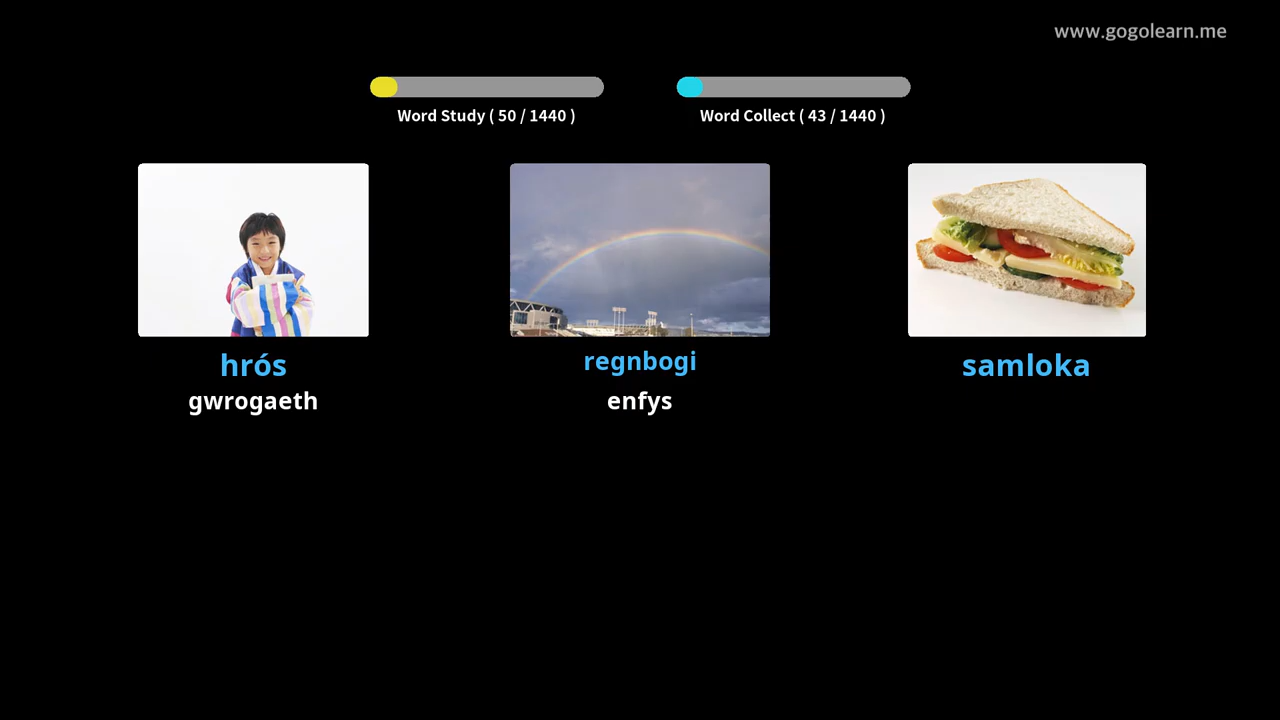 www.gogolearn.me
Word Study ( 50 / 1440 )
Word Collect ( 43 / 1440 )
hrós
gwrogaeth
regnbogi
enfys
samloka